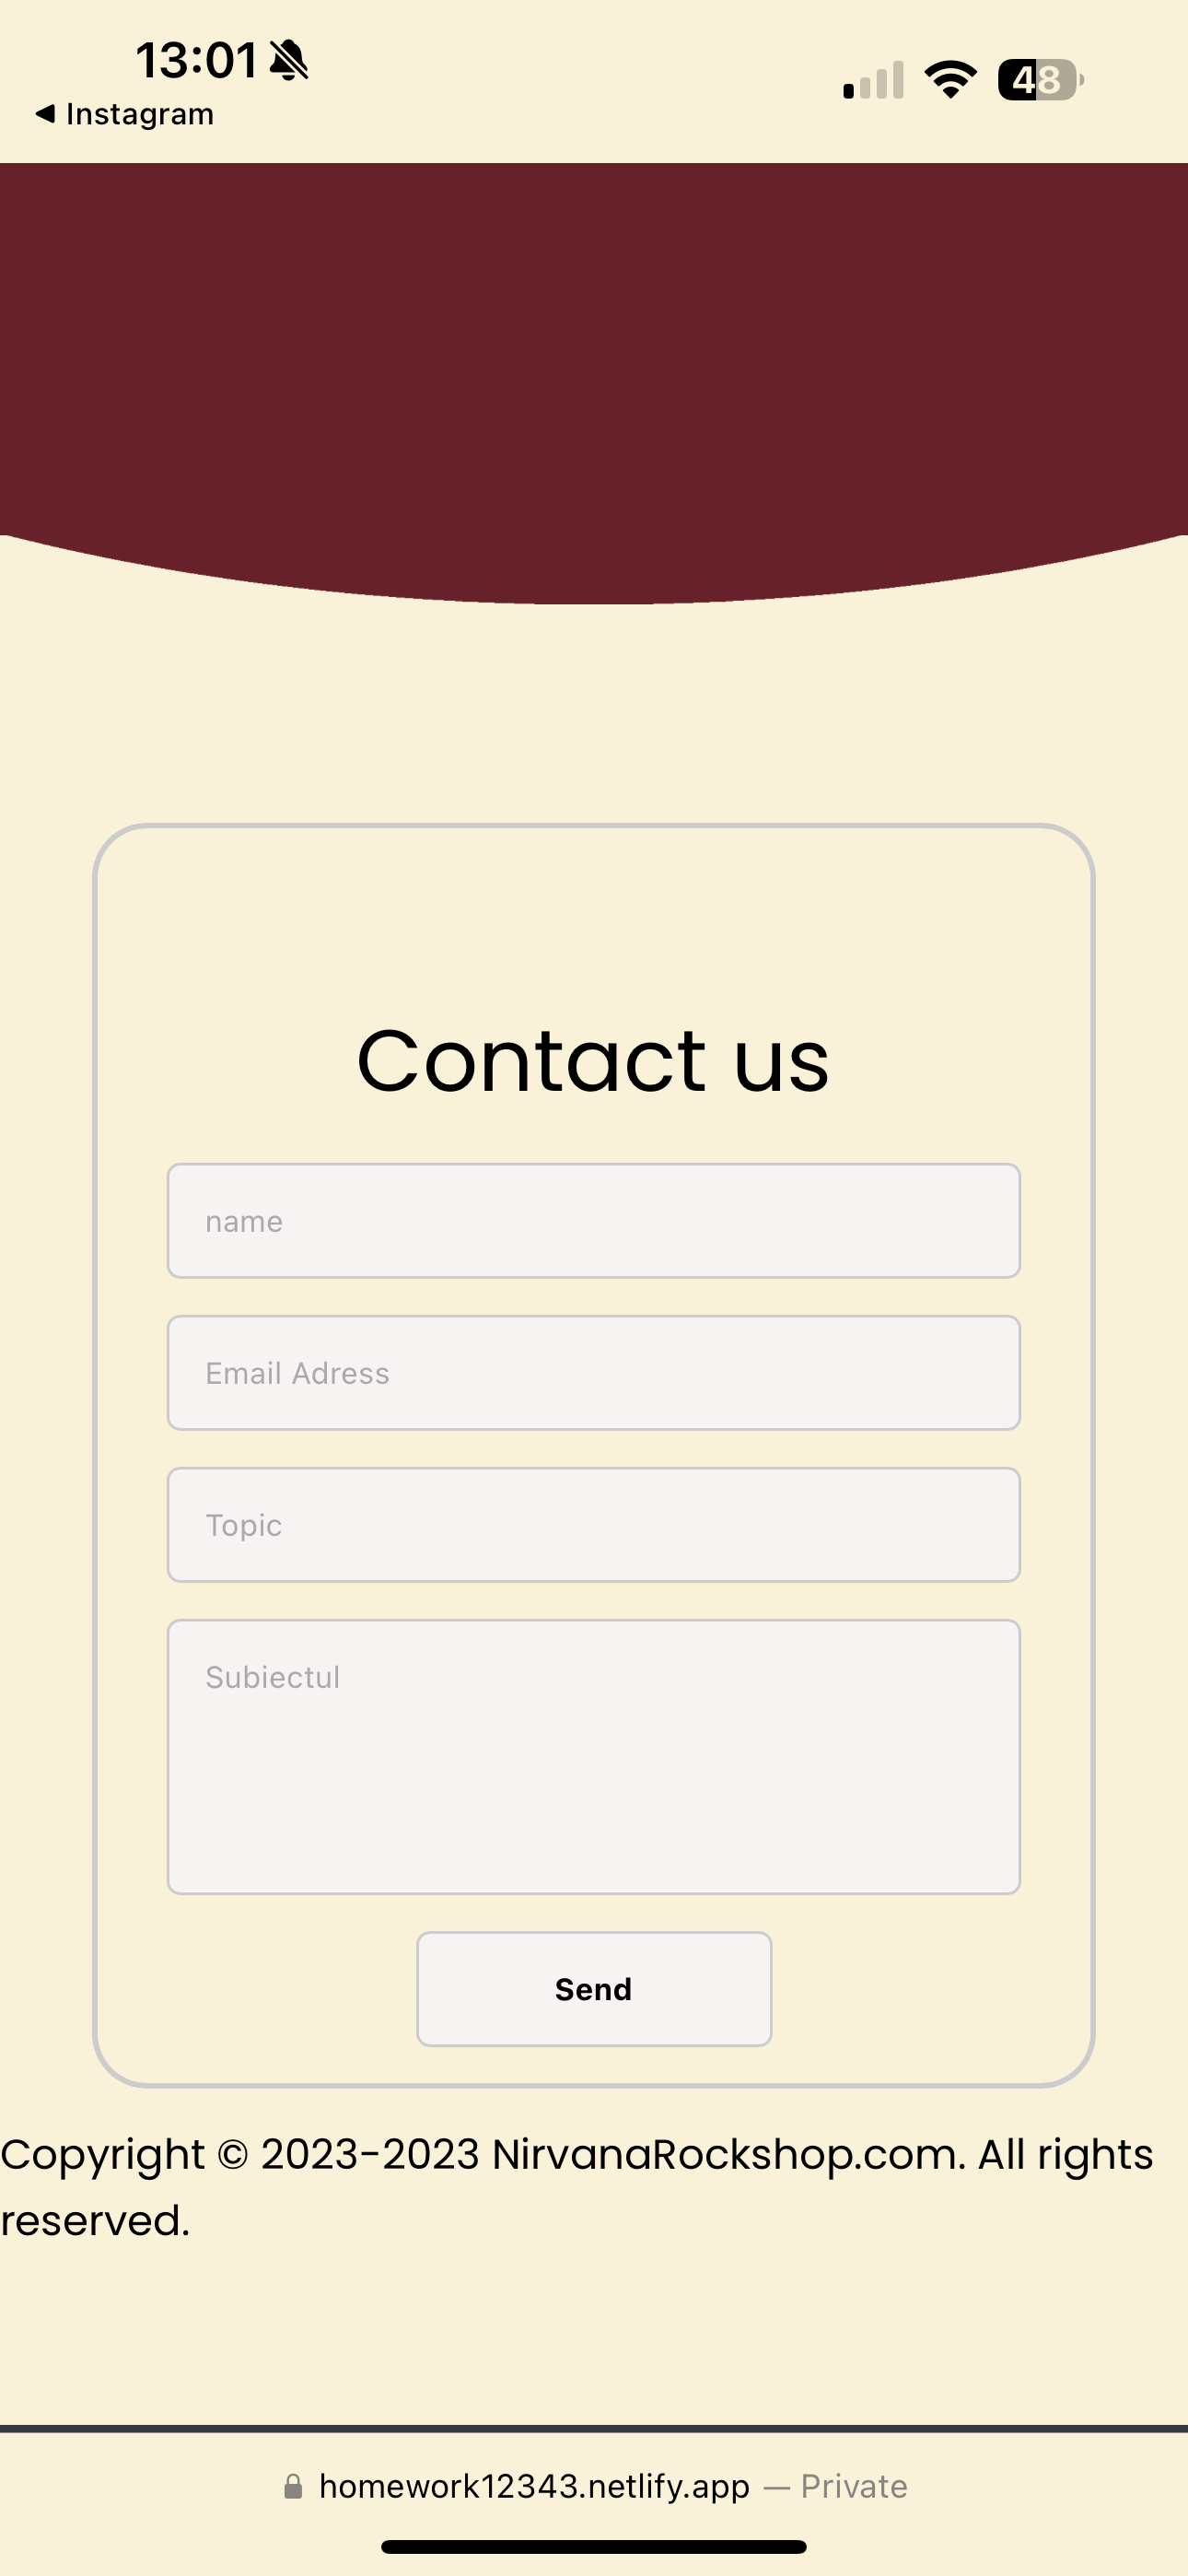 13:01
48
◀ Instagram
Contact us
name
Email Adress
Topic
Subiectul
Send
Copyright © 2023-2023 NirvanaRockshop.com. All rights
reserved.
homework12343.netlify.app — Private